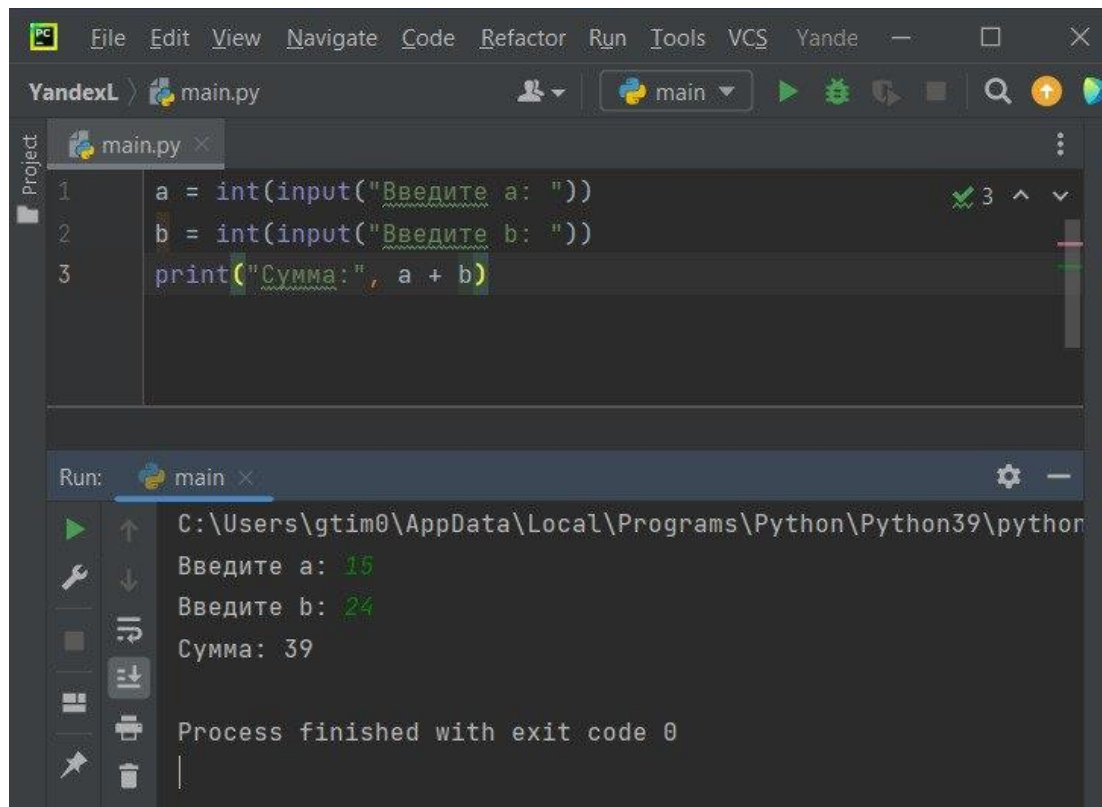 PC File Edit View Navigate Code Refactor Run Tools VCS Yande
YandexL main.py main
Project
main.py
1 a = int(input("Введите a: ")) 3
2 b = int(input("Введите b: "))
3 print("Сумма:", a + b)
Run: main
C:\Users\gtim0\AppData\Local\Programs\Python\Python39\python
Введите a: 15
Введите b: 24
Сумма: 39
Process finished with exit code 0